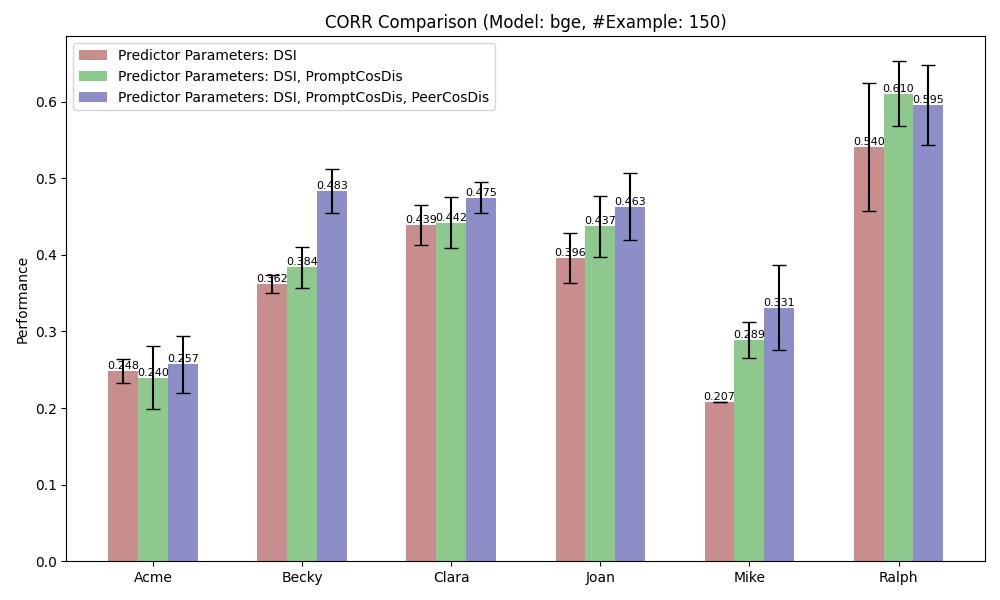 CORR Comparison (Model: bge, #Example: 150)
Predictor Parameters: DSI
Predictor Parameters: DSI, PromptCosDis
Predictor Parameters: DSI, PromptCosDis, PeerCosDis
Performance
0.6
0.5
0.4
0.3
0.2
0.1
0.0
0.248
0.240
0.257
0.362
0.384
0.483
0.439
0.442
0.475
0.396
0.437
0.463
0.207
0.289
0.331
0.540
0.610
0.595
Acme
Becky
Clara
Joan
Mike
Ralph